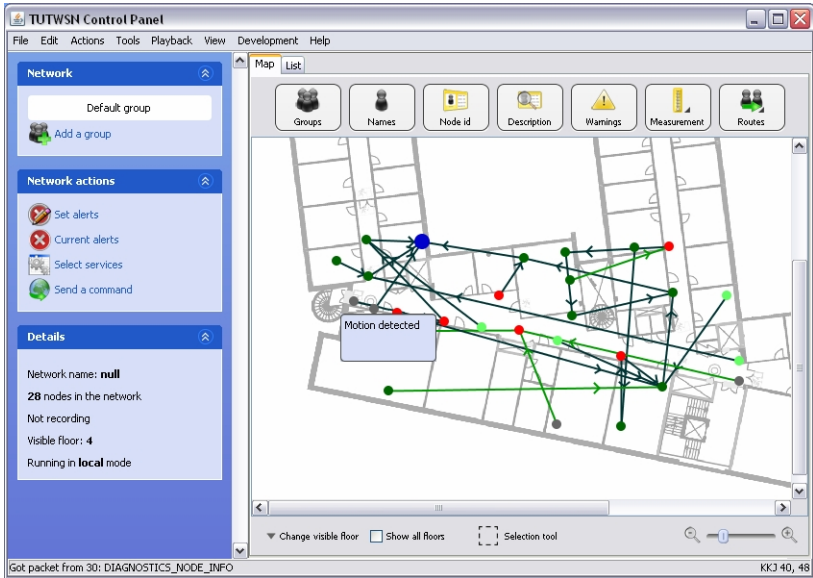 TUTWSN Control Panel
File Edit Actions Tools Playback View Development Help
Network
Default group
Add a group
Network actions
Set alerts
Current alerts
Select services
Send a command
Details
Network name: null
28 nodes in the network
Not recording
Visible floor: 4
Running in local mode
Map List
Groups Names Node id Description Warnings Measurement Routes
Motion detected
Change visible floor Show all floors Selection tool
Got packet from 30: DIAGNOSTICS_NODE_INFO KKJ 40, 48